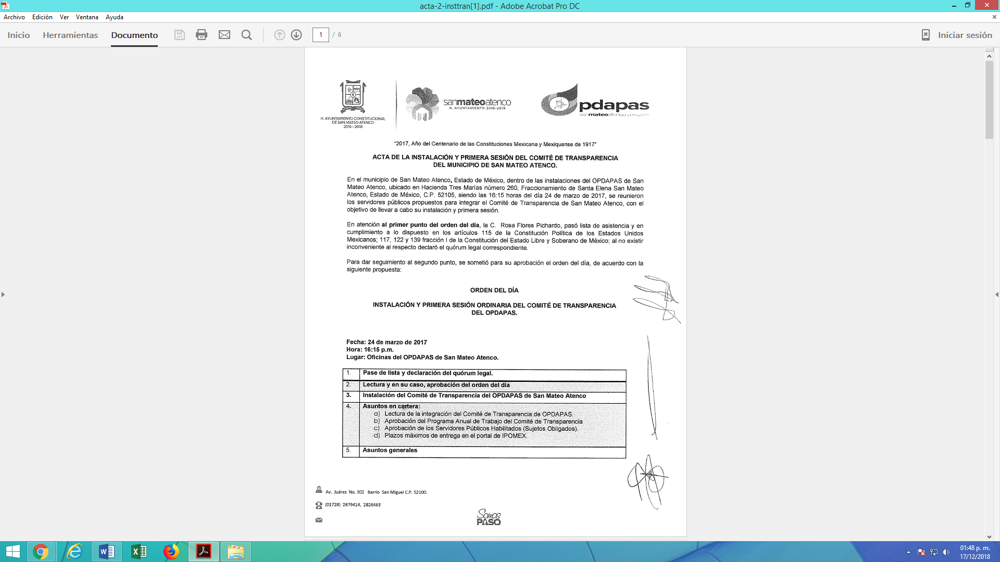 acta-2-insttran[1].pdf - Adobe Acrobat Pro DC
Archivo Edición Ver Ventana Ayuda
Inicio Herramientas Documento 1 / 6 Iniciar sesión
H. AYUNTAMIENTO CONSTITUCIONAL
DE SAN MATEO ATENCO
2016 - 2018
sanmateoatenco
H. AYUNTAMIENTO 2016-2018
opdapas
sanmateoatenco 2016-2018
"2017, Año del Centenario de las Constituciones Mexicana y Mexiquense de 1917"
ACTA DE LA INSTALACIÓN Y PRIMERA SESIÓN DEL COMITÉ DE TRANSPARENCIA
DEL MUNICIPIO DE SAN MATEO ATENCO.
En el municipio de San Mateo Atenco, Estado de México, dentro de las instalaciones del OPDAPAS de San
Mateo Atenco, ubicado en Hacienda Tres Marías número 260, Fraccionamiento de Santa Elena San Mateo
Atenco, Estado de México, C.P. 52105, siendo las 16:15 horas del día 24 de marzo de 2017, se reunieron
los servidores públicos propuestos para integrar el Comité de Transparencia de San Mateo Atenco, con el
objetivo de llevar a cabo su instalación y primera sesión.
En atención al primer punto del orden del día, la C. Rosa Flores Pichardo, pasó lista de asistencia y en
cumplimiento a lo dispuesto en los artículos 115 de la Constitución Política de los Estados Unidos
Mexicanos; 117, 122 y 139 fracción I de la Constitución del Estado Libre y Soberano de México; al no existir
inconveniente al respecto declaró el quórum legal correspondiente.
Para dar seguimiento al segundo punto, se sometió para su aprobación el orden del día, de acuerdo con la
siguiente propuesta:
ORDEN DEL DÍA
INSTALACIÓN Y PRIMERA SESIÓN ORDINARIA DEL COMITÉ DE TRANSPARENCIA
DEL OPDAPAS.
Fecha: 24 de marzo de 2017
Hora: 16:15 p.m.
Lugar: Oficinas del OPDAPAS de San Mateo Atenco.
1. Pase de lista y declaración del quórum legal.
2. Lectura y en su caso, aprobación del orden del día
3. Instalación del Comité de Transparencia del OPDAPAS de San Mateo Atenco
4. Asuntos en cartera:
a) Lectura de la integración del Comité de Transparencia de OPDAPAS.
b) Aprobación del Programa Anual de Trabajo del Comité de Transparencia
c) Aprobación de los Servidores Públicos Habilitados (Sujetos Obligados).
d) Plazos máximos de entrega en el portal de IPOMEX.
5. Asuntos generales
Av. Juárez No. 302 Barrio San Miguel C.P. 52100.
(01728) 2879414, 2826463
Somos
PASO
01:48 p. m.
17/12/2018